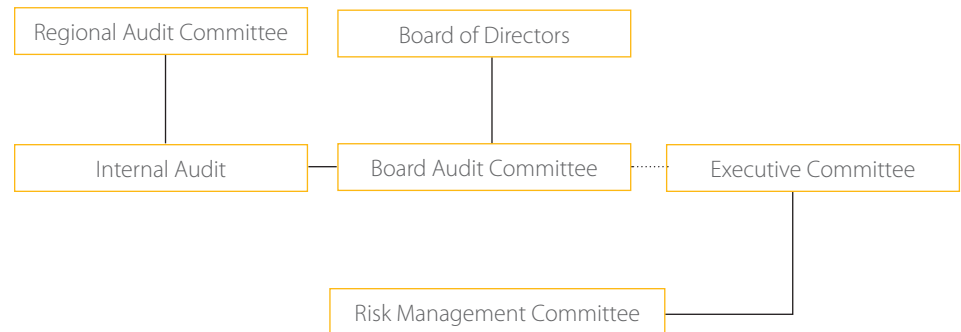 Regional Audit Committee
Board of Directors
Internal Audit
Board Audit Committee
Executive Committee
Risk Management Committee